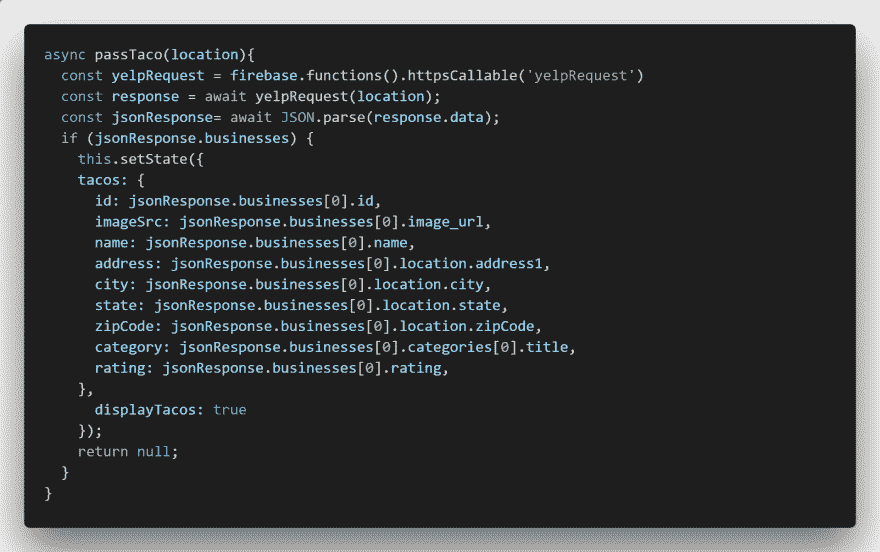 async passTaco(location){
  const yelpRequest = firebase.functions().httpsCallable('yelpRequest')
  const response = await yelpRequest(location);
  const jsonResponse= await JSON.parse(response.data);
  if (jsonResponse.businesses) {
    this.setState({
    tacos: {
      id: jsonResponse.businesses[0].id,
      imageSrc: jsonResponse.businesses[0].image_url,
      name: jsonResponse.businesses[0].name,
      address: jsonResponse.businesses[0].location.address1,
      city: jsonResponse.businesses[0].location.city,
      state: jsonResponse.businesses[0].location.state,
      zipCode: jsonResponse.businesses[0].location.zipCode,
      category: jsonResponse.businesses[0].categories[0].title,
      rating: jsonResponse.businesses[0].rating,
    },
      displayTacos: true
    });
    return null;
  }
}